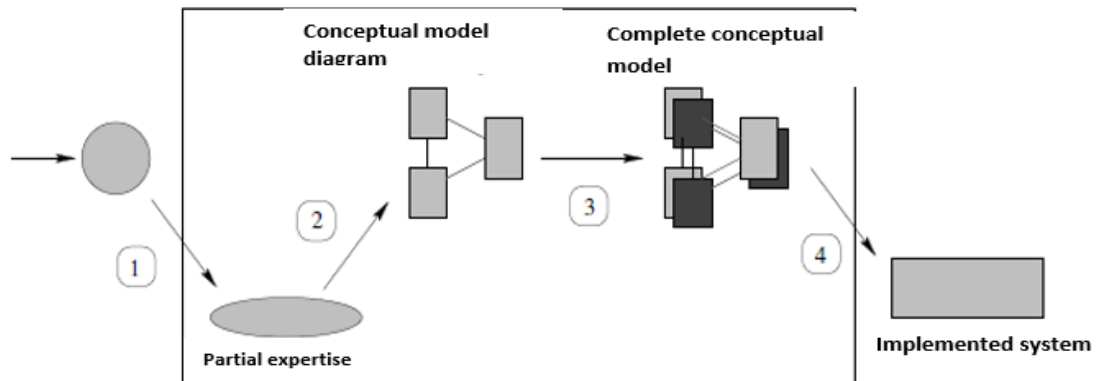 Conceptual model
diagram
Complete conceptual
model
1
2
3
4
Partial expertise
Implemented system